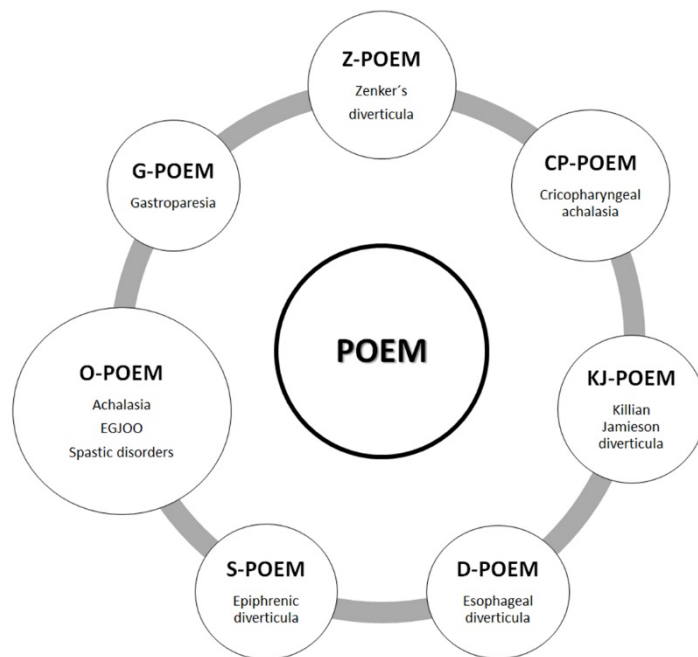 Z-POEM
Zenker´s
diverticula
CP-POEM
Cricopharyngeal
achalasia
G-POEM
Gastroparesia
POEM
KJ-POEM
Killian
Jamieson
diverticula
O-POEM
Achalasia
EGJOO
Spastic disorders
S-POEM
Epiphrenic
diverticula
D-POEM
Esophageal
diverticula